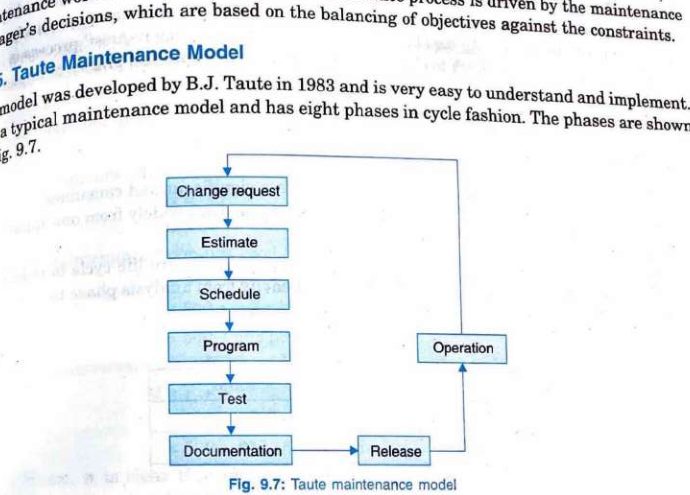 process is driven by the maintenance
ager's decisions, which are based on the balancing of objectives against the constraints.
5. Taute Maintenance Model
model was developed by B.J. Taute in 1983 and is very easy to understand and implement.
a typical maintenance model and has eight phases in cycle fashion. The phases are shown
ig. 9.7.
Change request
Estimate
Schedule
Program
Operation
Test
Documentation
Release
Fig. 9.7: Taute maintenance model